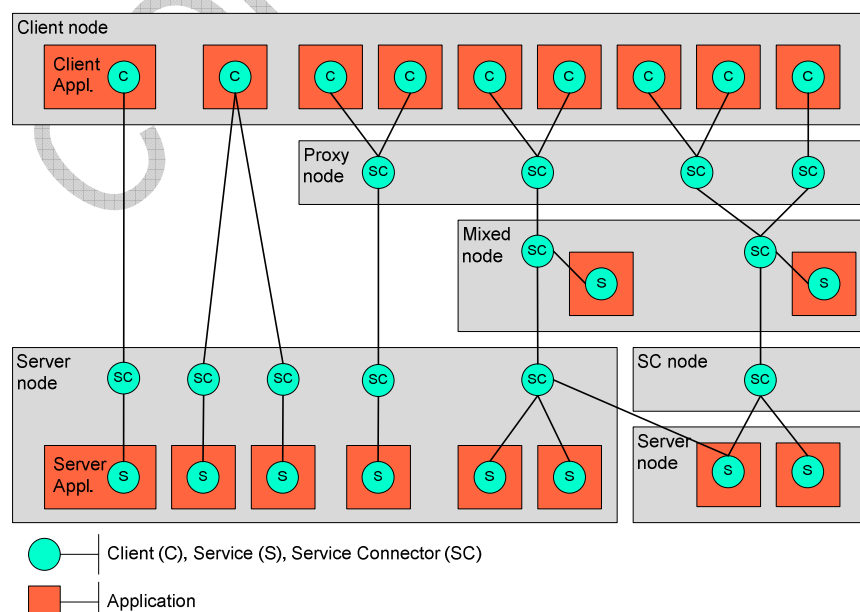 Client node
Client
Appl.
C
C
C
C
C
C
C
C
C
Proxy
node
SC
SC
SC
SC
Mixed
node
SC
S
SC
S
Server
node
SC
SC
SC
SC
SC
SC node
SC
Server
Appl.
S
S
S
S
S
S
Server
node
S
S
Client (C), Service (S), Service Connector (SC)
Application